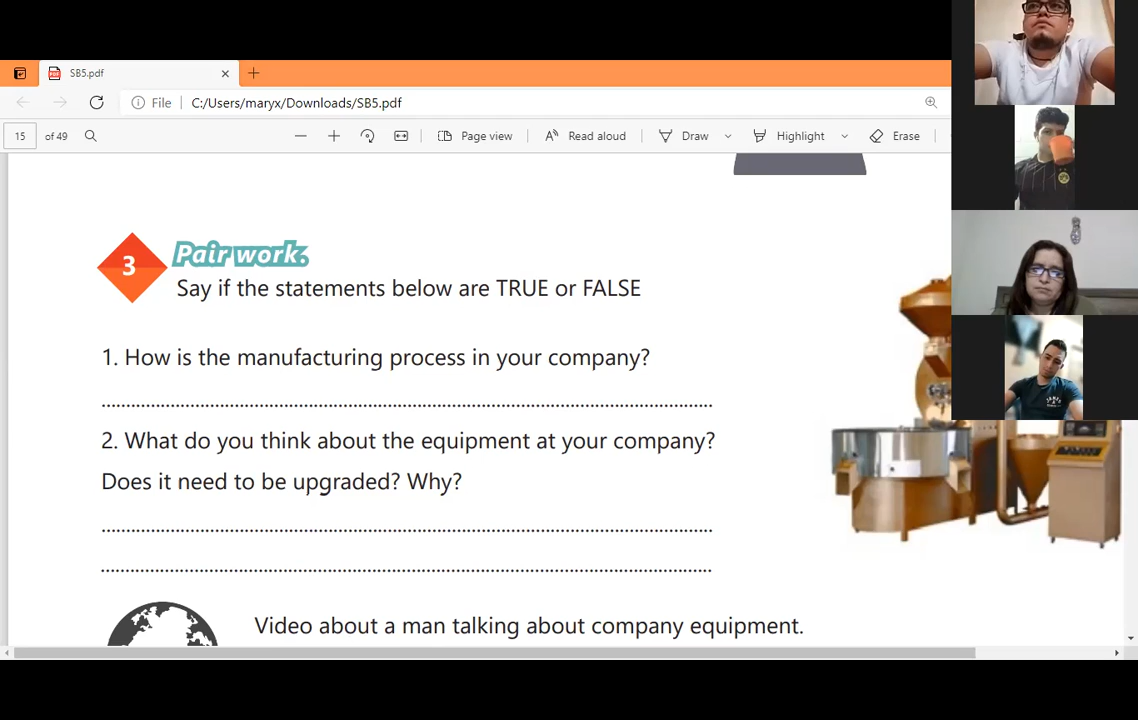 SB5.pdf
File
C:/Users/maryx/Downloads/SB5.pdf
15
of 49
Page view
Read aloud
Draw
Highlight
Erase
3
Pair work.
Say if the statements below are TRUE or FALSE
1. How is the manufacturing process in your company?
2. What do you think about the equipment at your company?
Does it need to be upgraded? Why?
Video about a man talking about company equipment.